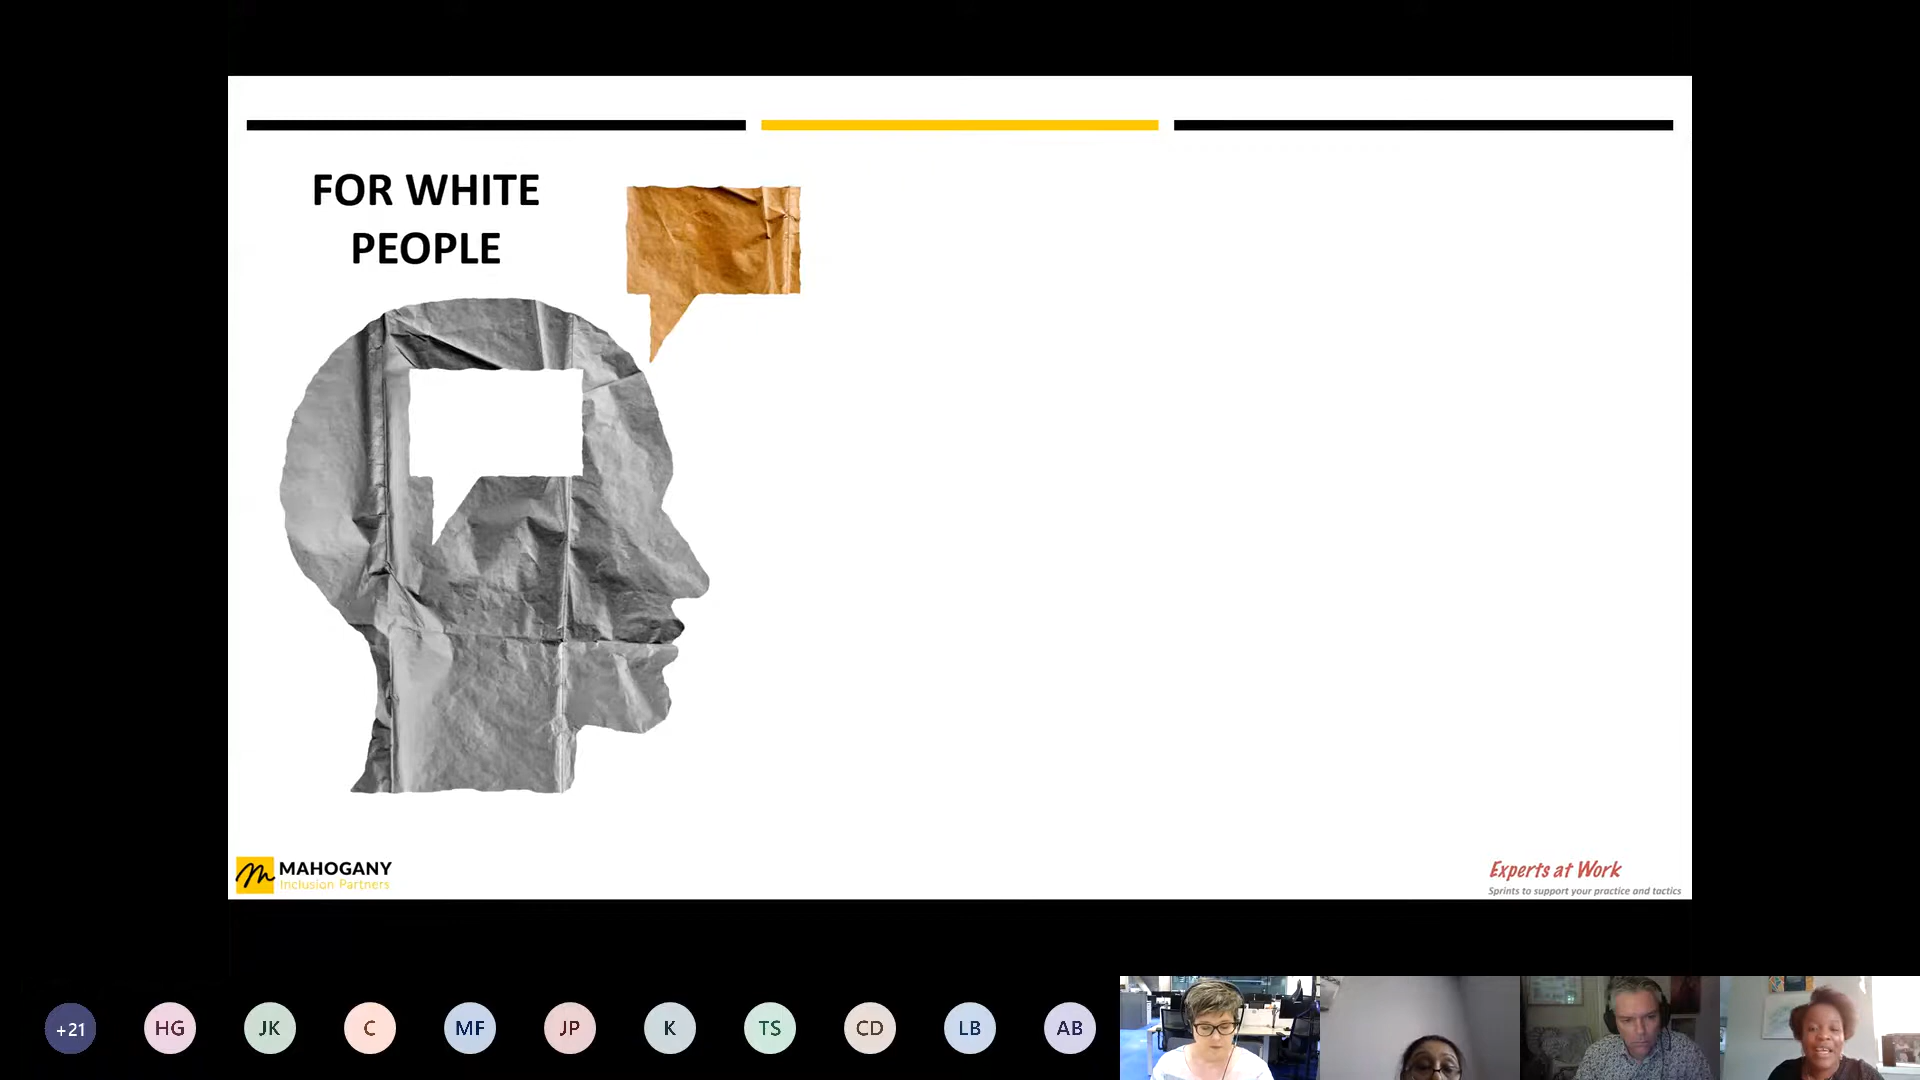 FOR WHITE
PEOPLE
MAHOGANY
Inclusion Partners
Experts at Work
Sprints to support your practice and tactics
+21
HG
JK
C
MF
JP
K
TS
CD
LB
AB